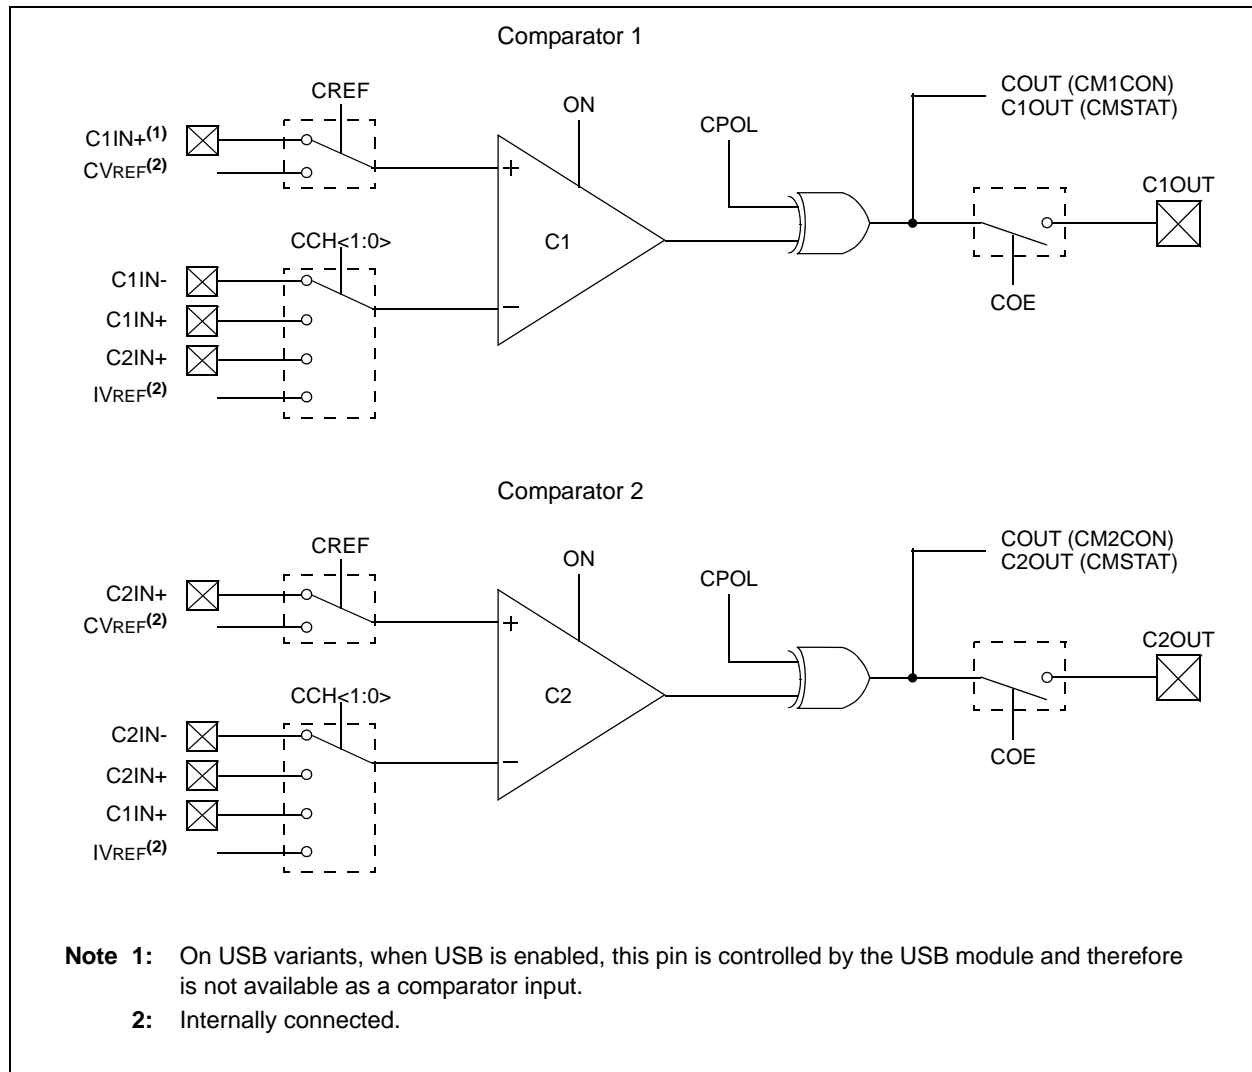 Comparator 1
CREF
ON
CPOL
COUT (CM1CON)
C1OUT (CMSTAT)
C1IN+(1)
CVREF(2)
C1OUT
+
C1
CCH<1:0>
C1IN-
C1IN+
C2IN+
IVREF(2)
–
COE
Comparator 2
CREF
ON
CPOL
COUT (CM2CON)
C2OUT (CMSTAT)
C2IN+
CVREF(2)
C2OUT
+
C2
CCH<1:0>
C2IN-
C2IN+
C1IN+
IVREF(2)
–
COE
Note 1: On USB variants, when USB is enabled, this pin is controlled by the USB module and therefore
is not available as a comparator input.
2: Internally connected.